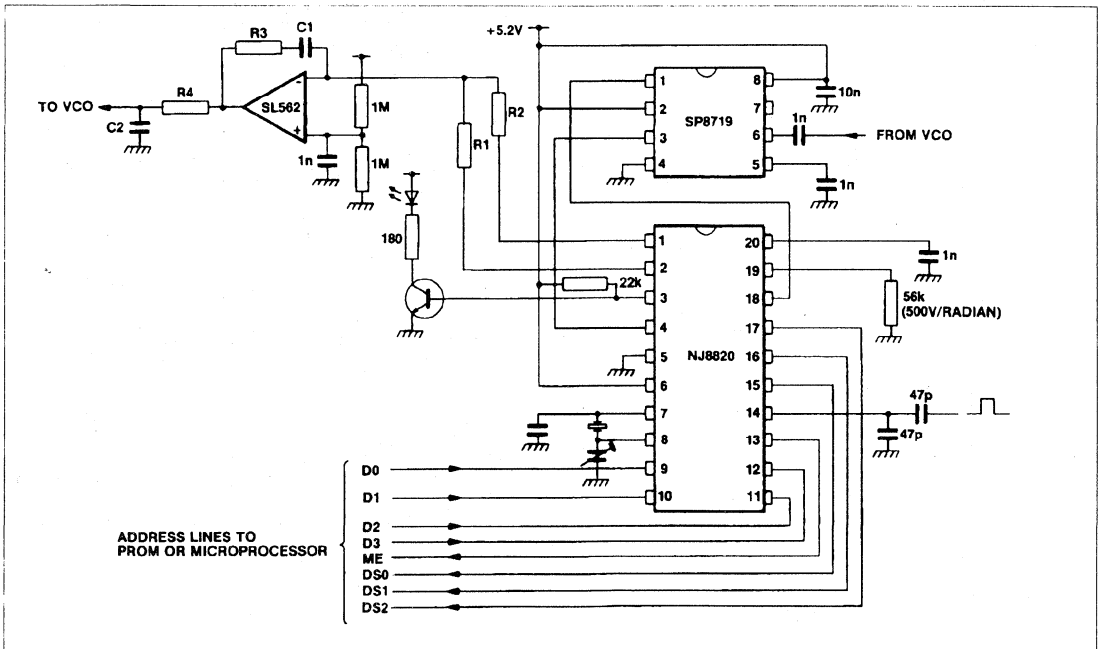 +5.2V
R3
C1
R4
SL562
-
+
TO VCO
C2
1M
1n
1M
R1
R2
180
22k
1
2
3
4
8
7
6
5
SP8719
10n
1n
FROM VCO
1n
1
2
3
4
5
6
7
8
9
10
20
19
18
17
16
15
14
13
12
11
NJ8820
1n
56k
(500V/RADIAN)
47p
47p
ADDRESS LINES TO
PROM OR MICROPROCESSOR
D0
D1
D2
D3
ME
DS0
DS1
DS2